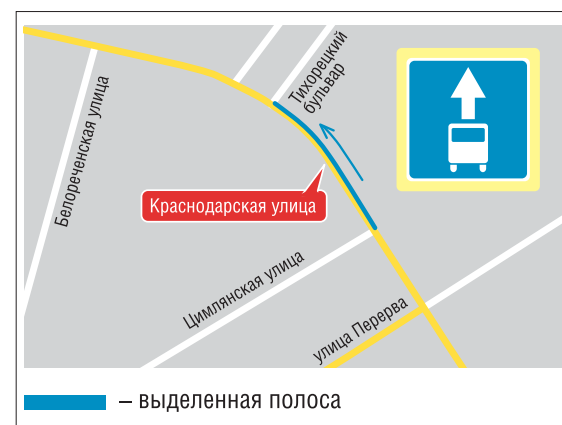 Тихорецкий
бульвар
Белореченская улица
Краснодарская улица
Цимлянская улица
улица Перерва
– выделенная полоса